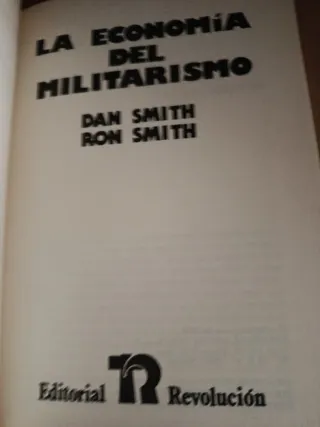 LA ECONOMÍA
DEL
MILITARISMO
DAN SMITH
RON SMITH
Editorial Revolución